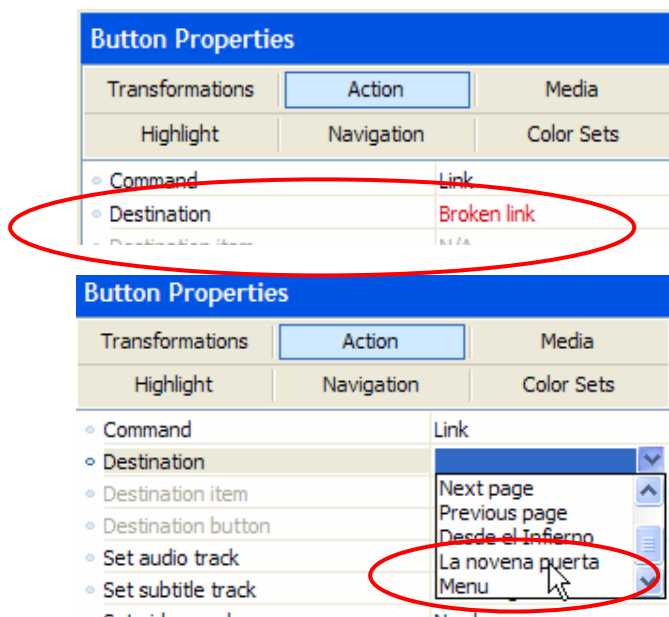 Button Properties
Transformations Action Media
Highlight Navigation Color Sets
Command Link
Destination Broken link
Destination item N/A
Button Properties
Transformations Action Media
Highlight Navigation Color Sets
Command Link
Destination
Destination item Next page
Previous page
Destination button Desde el Infierno
Set audio track La novena puerta
Set subtitle track Menu